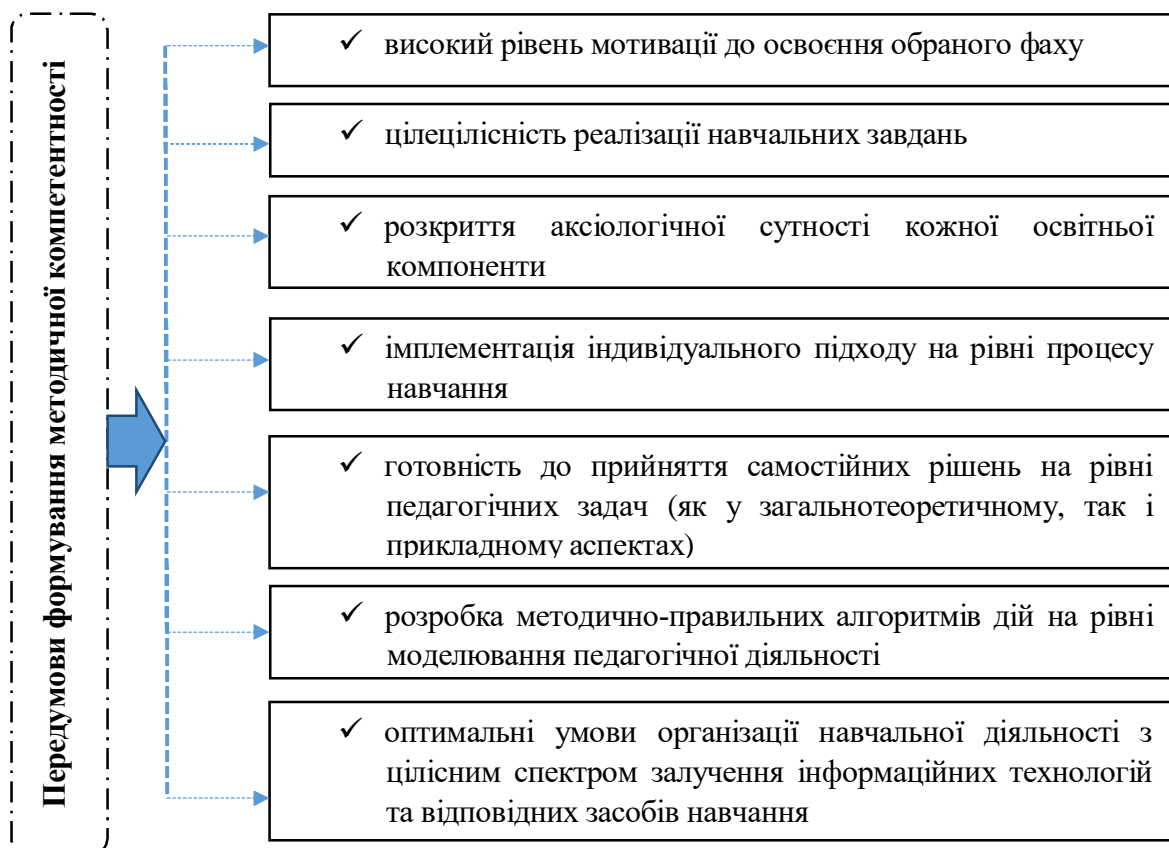 Передумови формування методичної компетентності
✓ високий рівень мотивації до освоєння обраного фаху
✓ цілецілісність реалізації навчальних завдань
✓ розкриття аксіологічної сутності кожної освітньої
компоненти
✓ імплементація індивідуального підходу на рівні процесу
навчання
✓ готовність до прийняття самостійних рішень на рівні
педагогічних задач (як у загальнотеоретичному, так і
прикладному аспектах)
✓ розробка методично-правильних алгоритмів дій на рівні
моделювання педагогічної діяльності
✓ оптимальні умови організації навчальної діяльності з
цілісним спектром залучення інформаційних технологій
та відповідних засобів навчання